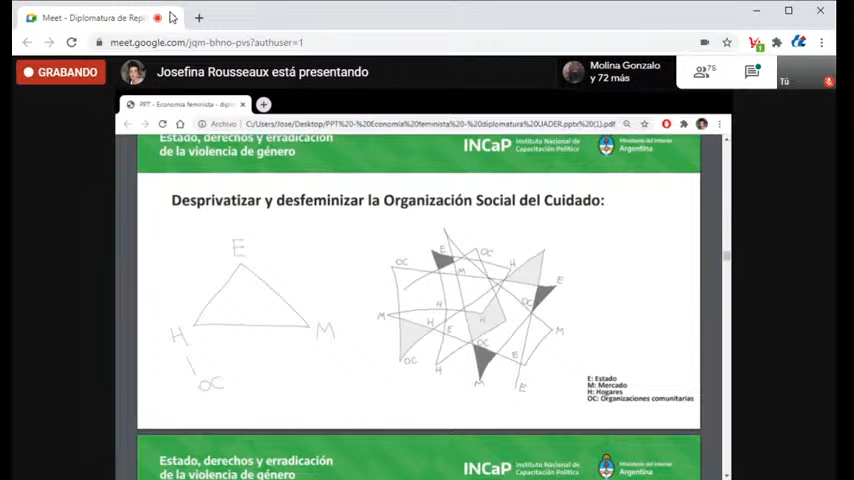 Meet - Diplomatura de Rep
meet.google.com/jqm-bhno-pvs?authuser=1
GRABANDO
Josefina Rousseaux está presentando
Molina Gonzalo
y 72 más
75
Tú
PPT - Economía feminista - dipl
Archivo
C:/Users/Jose/Desktop/PPT%20-%20Economia%20feminista%20-%20diplomatura%20UADER.pptx%20(1).pdf
Estado, derechos y erradicación
de la violencia de género
INCaP
Instituto Nacional de
Capacitación Política
Ministerio del Interior
Argentina
Desprivatizar y desfeminizar la Organización Social del Cuidado:
E
H
M
OC
E
OC
OC
H
M
E
H
OC
M
H
H
E
M
OC
OC
E
H
M
E
E: Estado
M: Mercado
H: Hogares
OC: Organizaciones comunitarias
Estado, derechos y erradicación
de la violencia de género
INCaP
Instituto Nacional de
Capacitación Política
Ministerio del Interior
Argentina